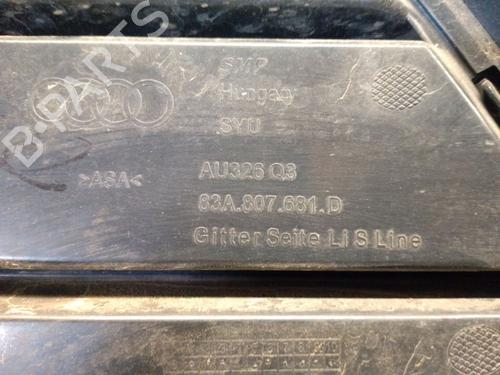 B-PARTS
SMP
Hungary
SYU
>ASA<
AU326 Q3
83A.807.681.D
Gitter Seite Li S Line